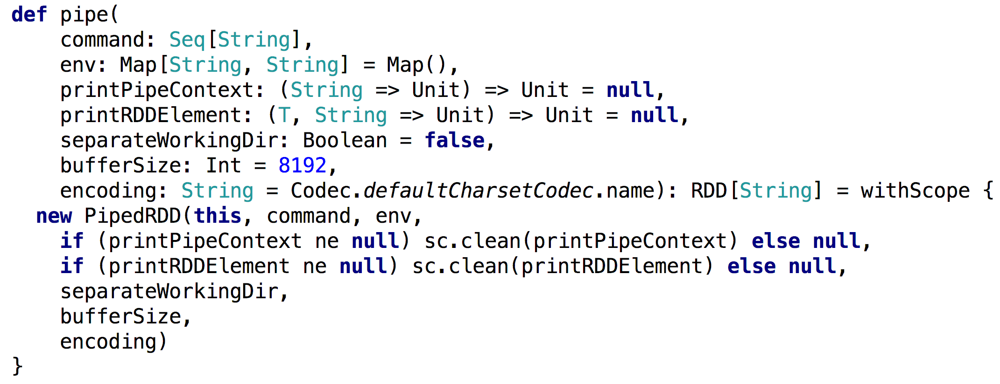 def pipe(
    command: Seq[String],
    env: Map[String, String] = Map(),
    printPipeContext: (String => Unit) => Unit = null,
    printRDDElement: (T, String => Unit) => Unit = null,
    separateWorkingDir: Boolean = false,
    bufferSize: Int = 8192,
    encoding: String = Codec.defaultCharsetCodec.name): RDD[String] = withScope {
  new PipedRDD(this, command, env,
    if (printPipeContext ne null) sc.clean(printPipeContext) else null,
    if (printRDDElement ne null) sc.clean(printRDDElement) else null,
    separateWorkingDir,
    bufferSize,
    encoding)
}